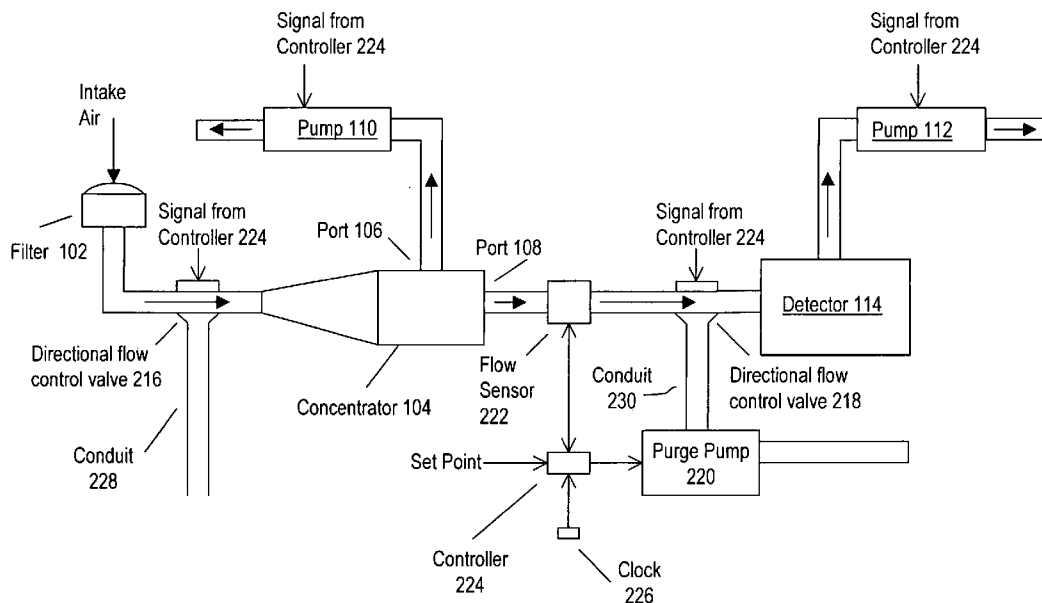 Signal from
Controller 224
Signal from
Controller 224
Intake
Air
Pump 110
Pump 112
Filter 102
Signal from
Controller 224
Port 106
Port 108
Signal from
Controller 224
Detector 114
Directional flow
control valve 216
Concentrator 104
Flow
Sensor
222
Conduit
230
Directional flow
control valve 218
Conduit
228
Set Point
Purge Pump
220
Controller
224
Clock
226